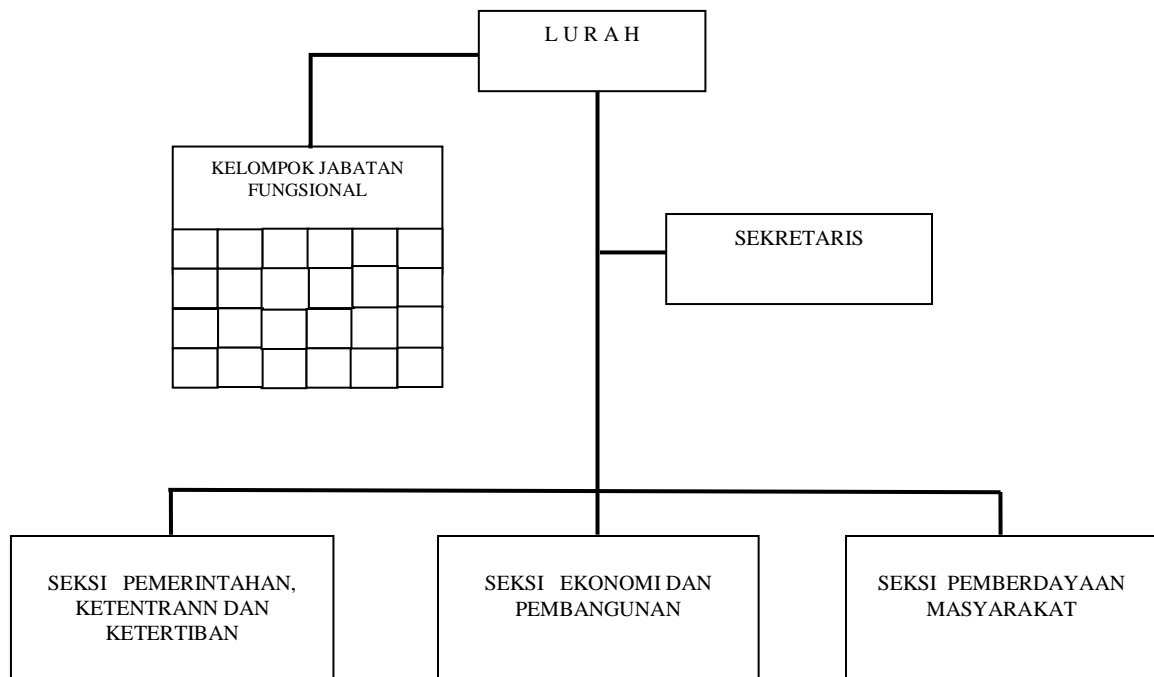 L U R A H
KELOMPOK JABATAN
FUNGSIONAL
SEKRETARIS
SEKSI PEMERINTAHAN,
KETENTRANN DAN
KETERTIBAN
SEKSI EKONOMI DAN
PEMBANGUNAN
SEKSI PEMBERDAYAAN
MASYARAKAT